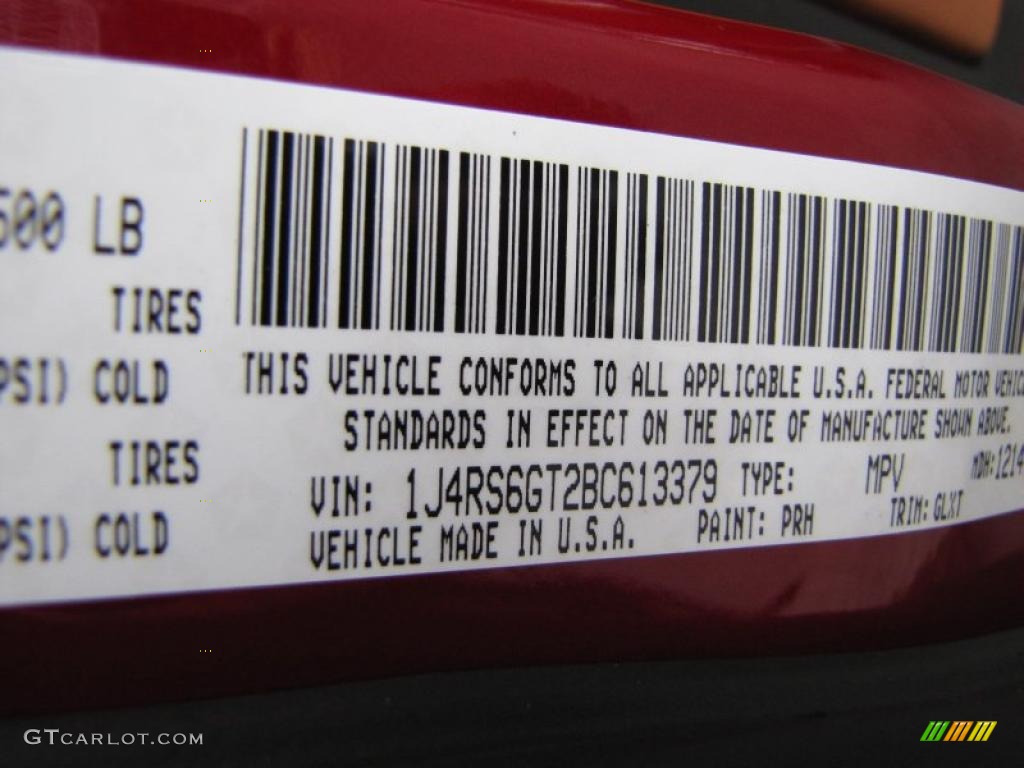 500 LB
TIRES
PSI) COLD
TIRES
PSI) COLD
THIS VEHICLE CONFORMS TO ALL APPLICABLE U.S.A. FEDERAL MOTOR VEHIC
STANDARDS IN EFFECT ON THE DATE OF MANUFACTURE SHOWN ABOVE.
VIN: 1J4RS6GT2BC613379 TYPE: MPV MDH:1214
VEHICLE MADE IN U.S.A. PAINT: PRH TRIM: GLXT
GTCARLOT.COM